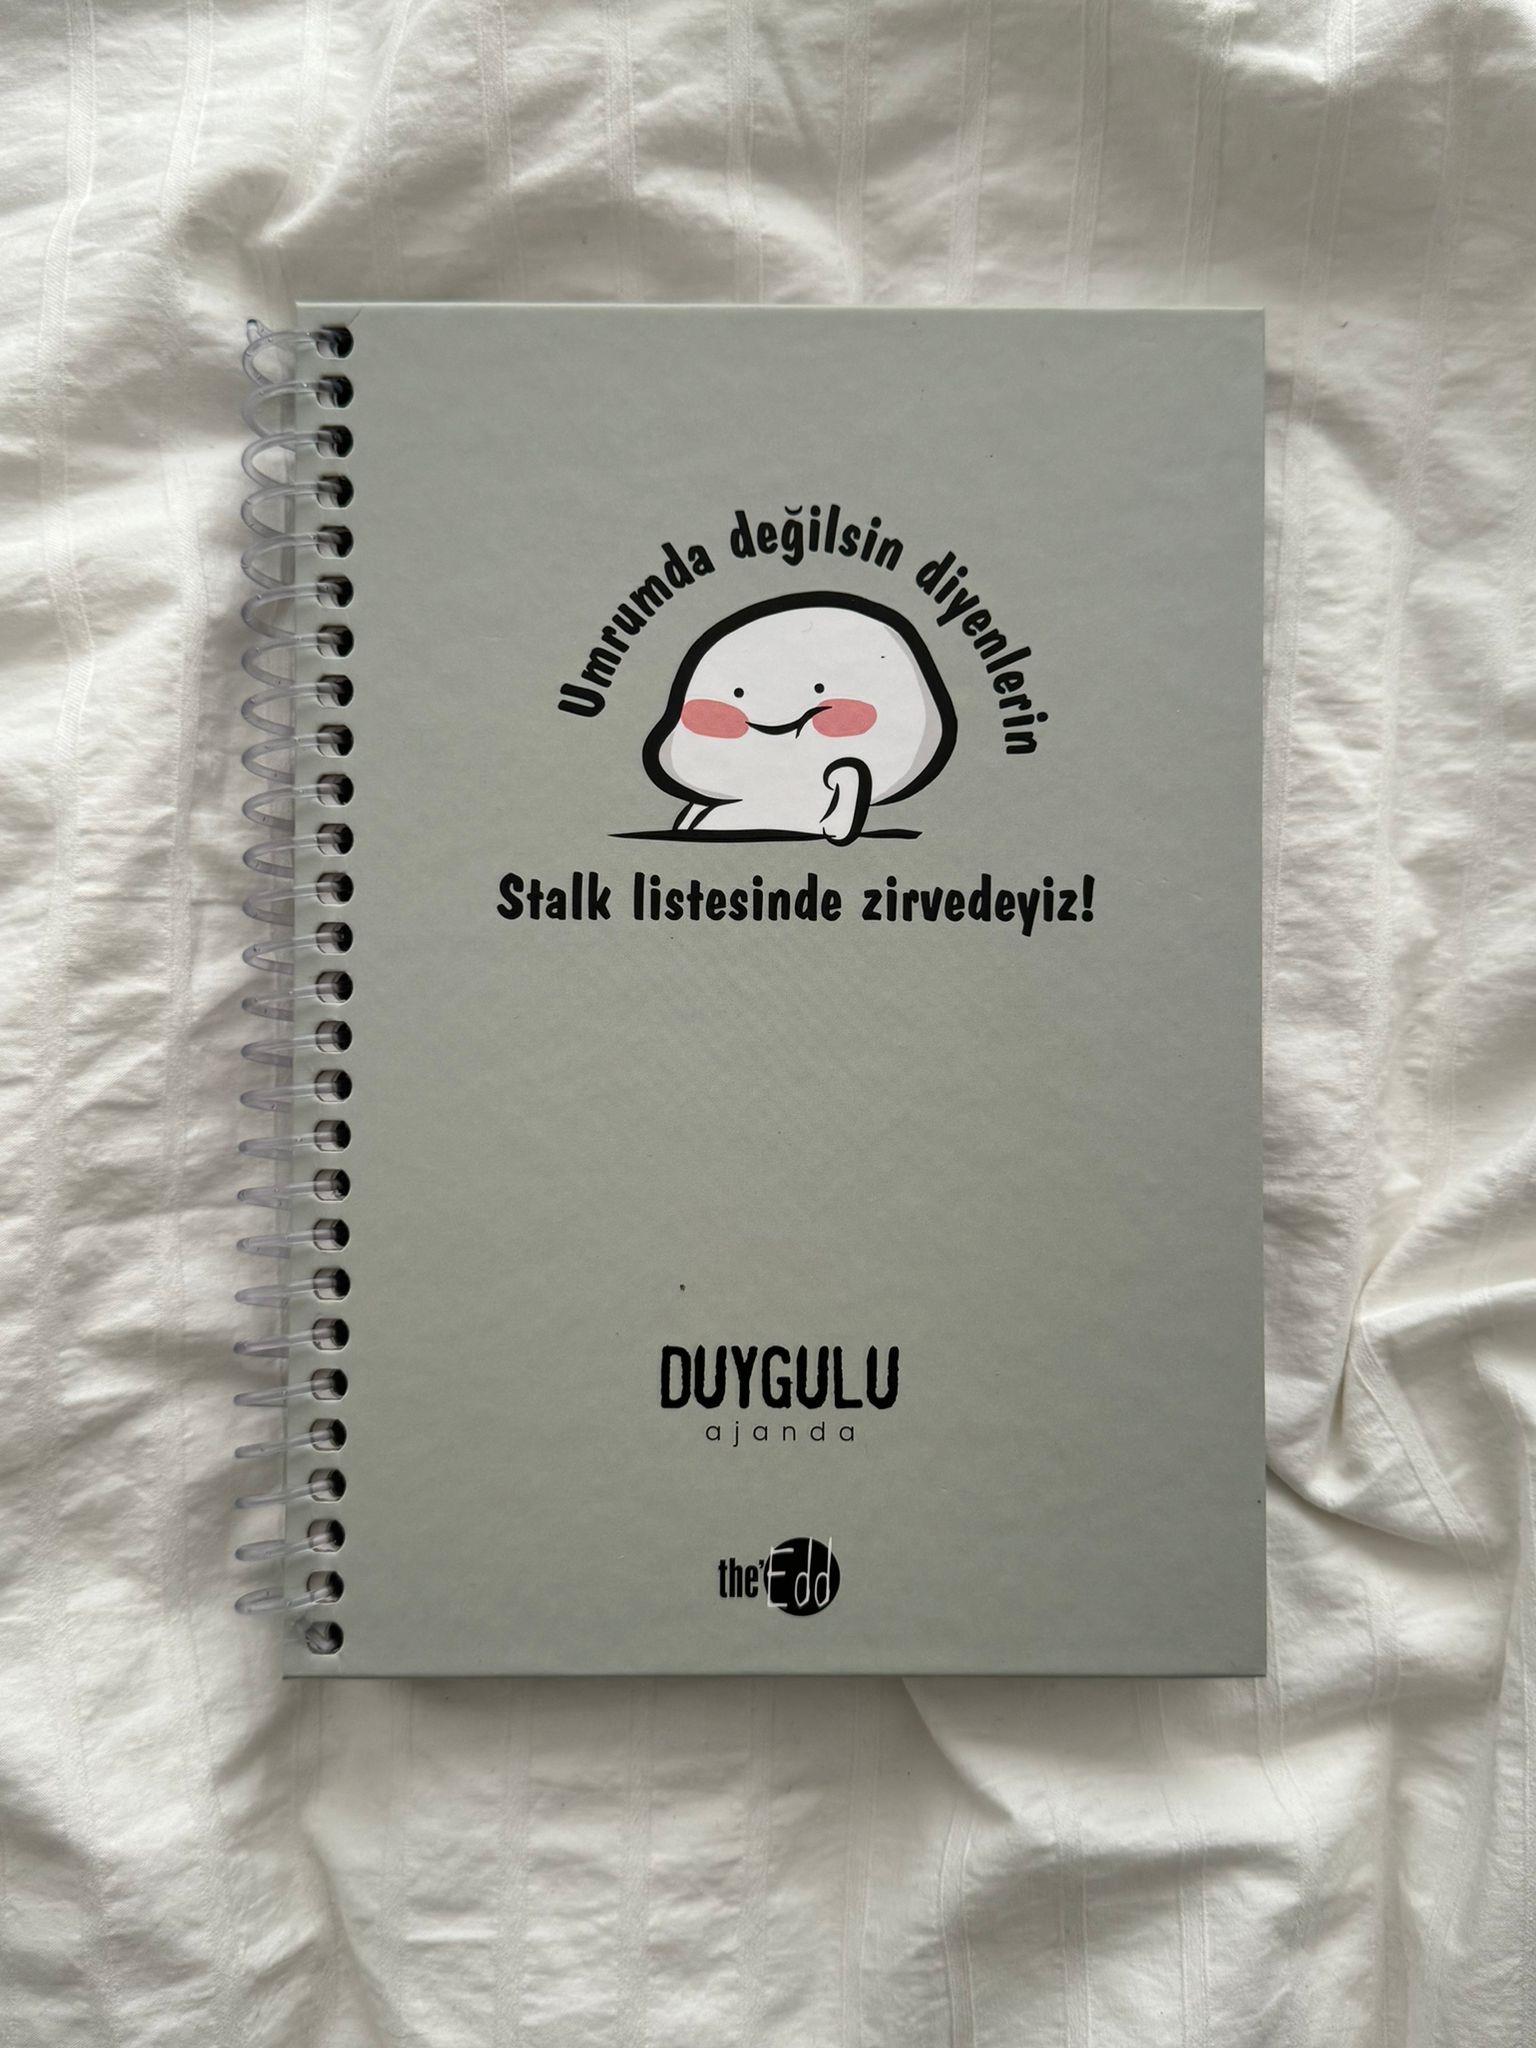 Umrumda değilsin diyenlerin
Stalk listesinde zirvedeyiz!
DUYGULU
ajanda
the'Edd